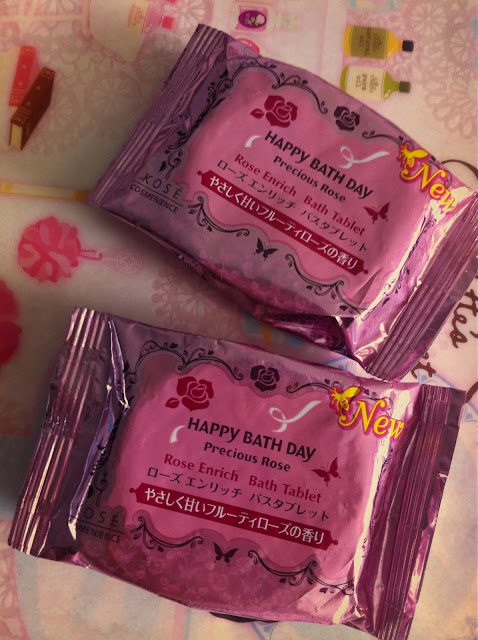 HAPPY BATH DAY
Precious Rose
New
Rose Enrich Bath Tablet
ローズ エンリッチ バスタブレット
やさしく甘いフルーティローズの香り
KOSÉ
COSMENIENCE
HAPPY BATH DAY
Precious Rose
New
Rose Enrich Bath Tablet
ローズ エンリッチ バスタブレット
やさしく甘いフルーティローズの香り
KOSÉ
COSMENIENCE